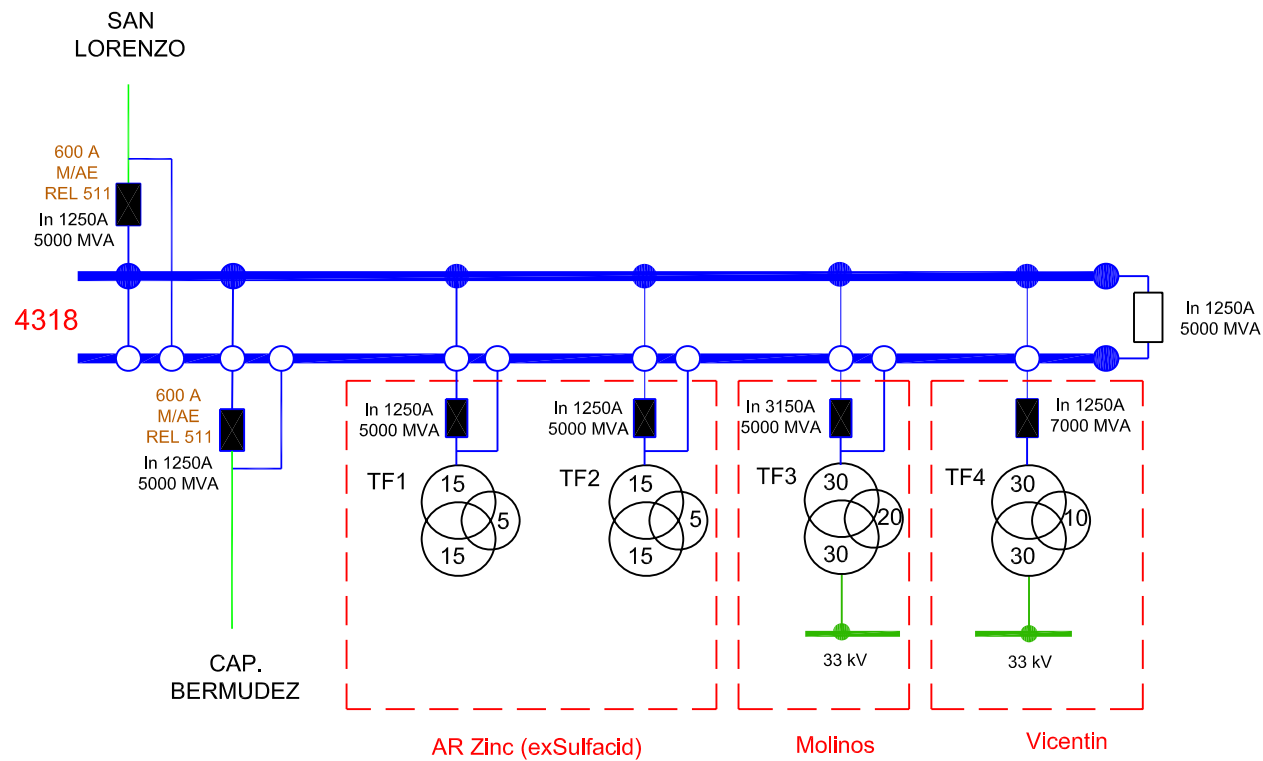 SAN
LORENZO
600 A
M/AE
REL 511
In 1250A
5000 MVA
4318
In 1250A
5000 MVA
600 A
M/AE
REL 511
In 1250A
5000 MVA
CAP.
BERMUDEZ
In 1250A
5000 MVA
TF1
15
5
15
In 1250A
5000 MVA
TF2
15
5
15
AR Zinc (exSulfacid)
In 3150A
5000 MVA
TF3
30
20
30
33 kV
Molinos
In 1250A
7000 MVA
TF4
30
10
30
33 kV
Vicentin